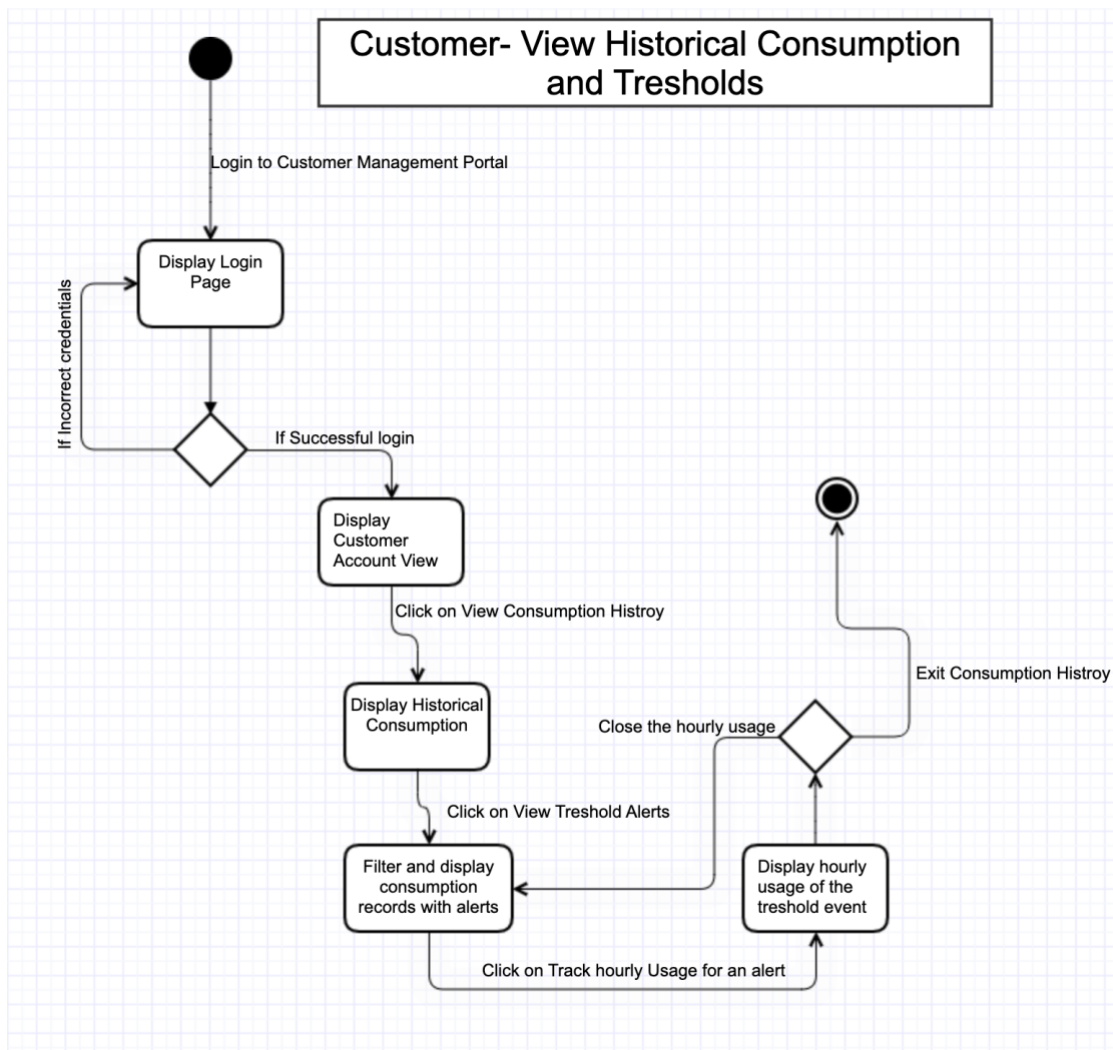 Customer- View Historical Consumption
and Tresholds
Login to Customer Management Portal
Display Login
Page
If Incorrect credentials
If Successful login
Display
Customer
Account View
Click on View Consumption Histroy
Display Historical
Consumption
Exit Consumption Histroy
Close the hourly usage
Click on View Treshold Alerts
Filter and display
consumption
records with alerts
Display hourly
usage of the
treshold event
Click on Track hourly Usage for an alert